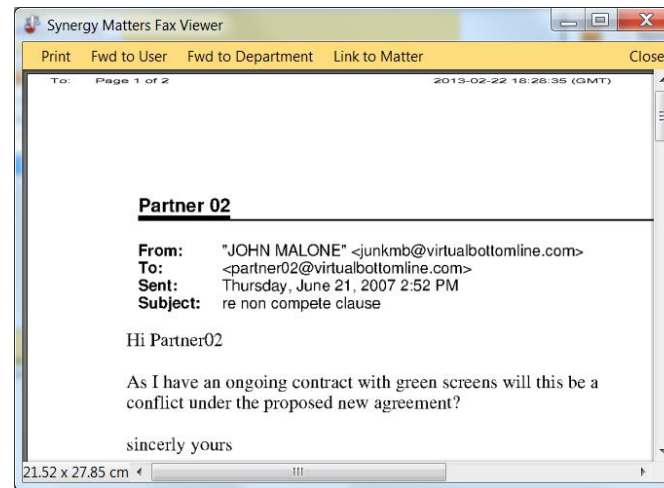 Synergy Matters Fax Viewer
Print Fwd to User Fwd to Department Link to Matter Close
To: Page 1 of 2 2013-02-22 18:28:35 (GMT)
Partner 02
From: "JOHN MALONE" <junkmb@virtualbottomline.com>
To: <partner02@virtualbottomline.com>
Sent: Thursday, June 21, 2007 2:52 PM
Subject: re non compete clause
Hi Partner02
As I have an ongoing contract with green screens will this be a
conflict under the proposed new agreement?
sincerly yours
21.52 x 27.85 cm